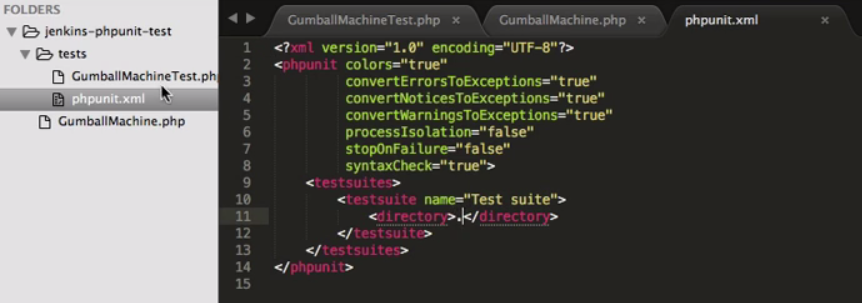 FOLDERS
jenkins-phpunit-test
tests
GumballMachineTest.ph
phpunit.xml
GumballMachine.php
GumballMachineTest.php × GumballMachine.php × phpunit.xml ×
1 <?xml version="1.0" encoding="UTF-8"?>
2 <phpunit colors="true"
3 convertErrorsToExceptions="true"
4 convertNoticesToExceptions="true"
5 convertWarningsToExceptions="true"
6 processIsolation="false"
7 stopOnFailure="false"
8 syntaxCheck="true">
9 <testsuites>
10 <testsuite name="Test suite">
11 <directory>.</directory>
12 </testsuite>
13 </testsuites>
14 </phpunit>
15